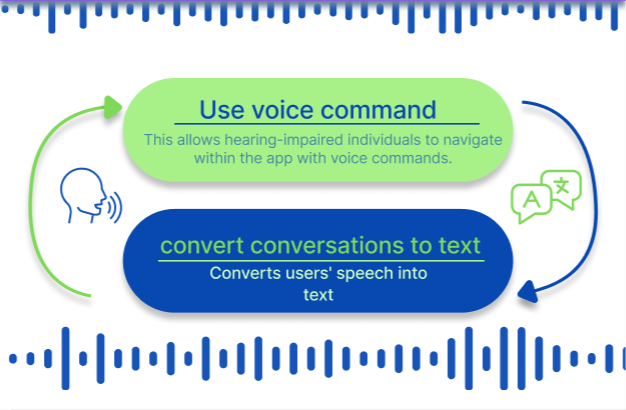 Use voice command
This allows hearing-impaired individuals to navigate
within the app with voice commands.
A 文
convert conversations to text
Converts users' speech into
text